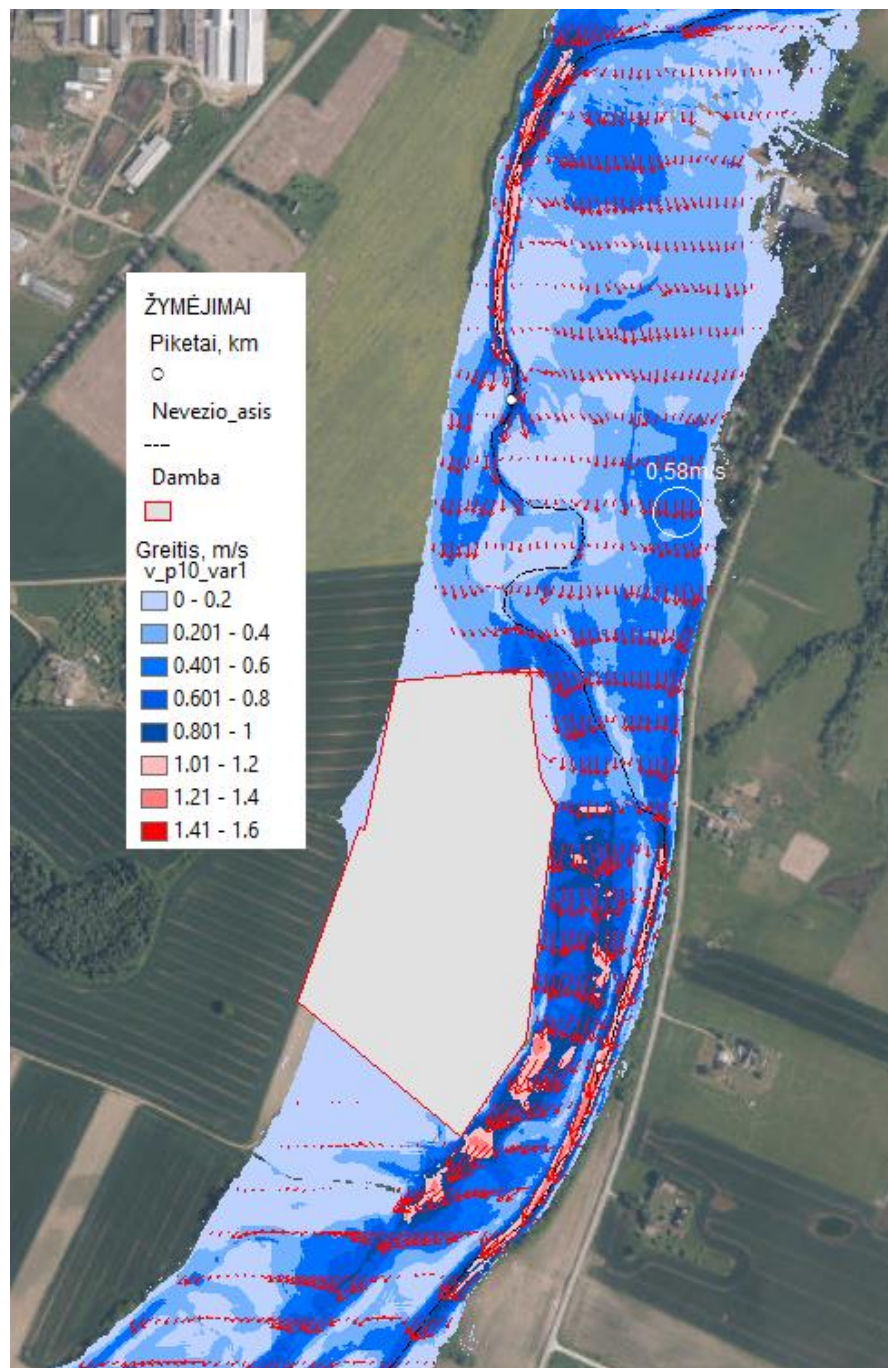 ŽYMĖJIMAI
Piketai, km
Nevezio_asis
Damba
Greitis, m/s
v_p10_var1
0 - 0.2
0.201 - 0.4
0.401 - 0.6
0.601 - 0.8
0.801 - 1
1.01 - 1.2
1.21 - 1.4
1.41 - 1.6
0,58m/s